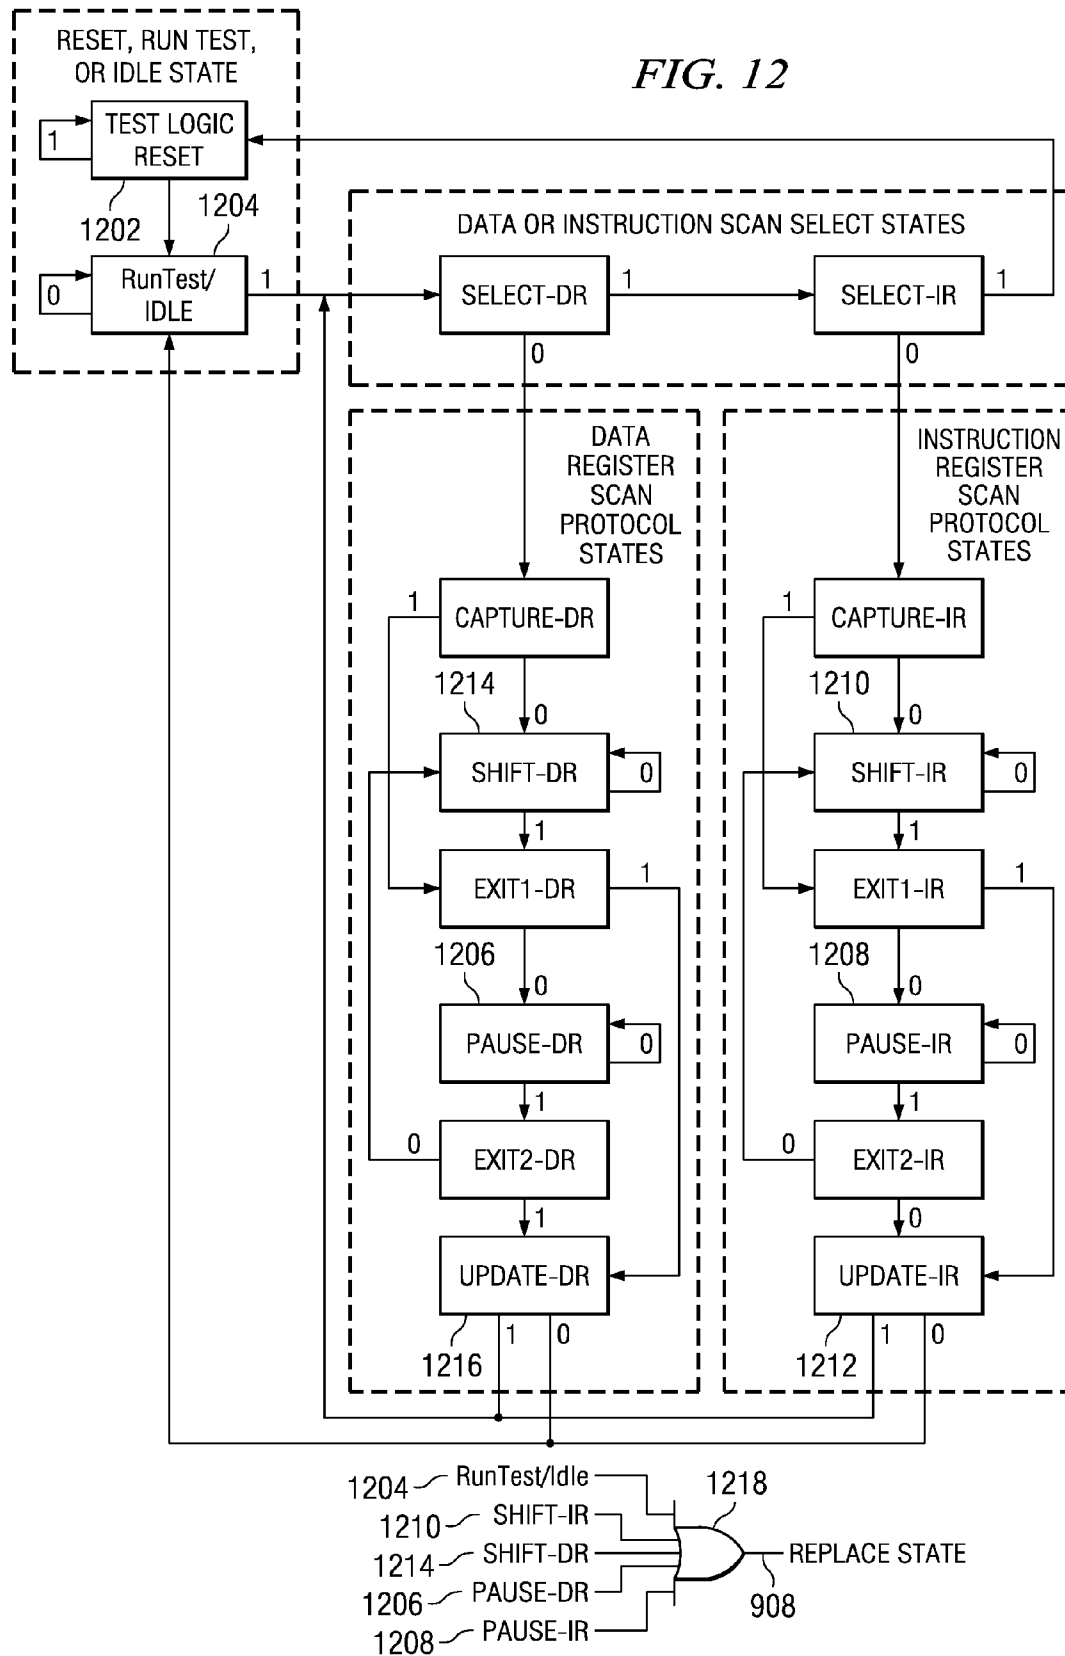 RESET, RUN TEST,
OR IDLE STATE
FIG. 12
TEST LOGIC
RESET
1
1202
1204
RunTest/
IDLE
0
1
DATA OR INSTRUCTION SCAN SELECT STATES
SELECT-DR
1
SELECT-IR
1
0
0
DATA
REGISTER
SCAN
PROTOCOL
STATES
INSTRUCTION
REGISTER
SCAN
PROTOCOL
STATES
1
CAPTURE-DR
1
CAPTURE-IR
1214
0
1210
0
SHIFT-DR
0
SHIFT-IR
0
1
1
EXIT1-DR
1
EXIT1-IR
1
1206
0
1208
0
PAUSE-DR
0
PAUSE-IR
0
1
1
0
EXIT2-DR
0
EXIT2-IR
1
0
UPDATE-DR
UPDATE-IR
1216
1
0
1212
1
0
1204
RunTest/Idle
1218
1210
SHIFT-IR
1214
SHIFT-DR
REPLACE STATE
1206
PAUSE-DR
908
1208
PAUSE-IR